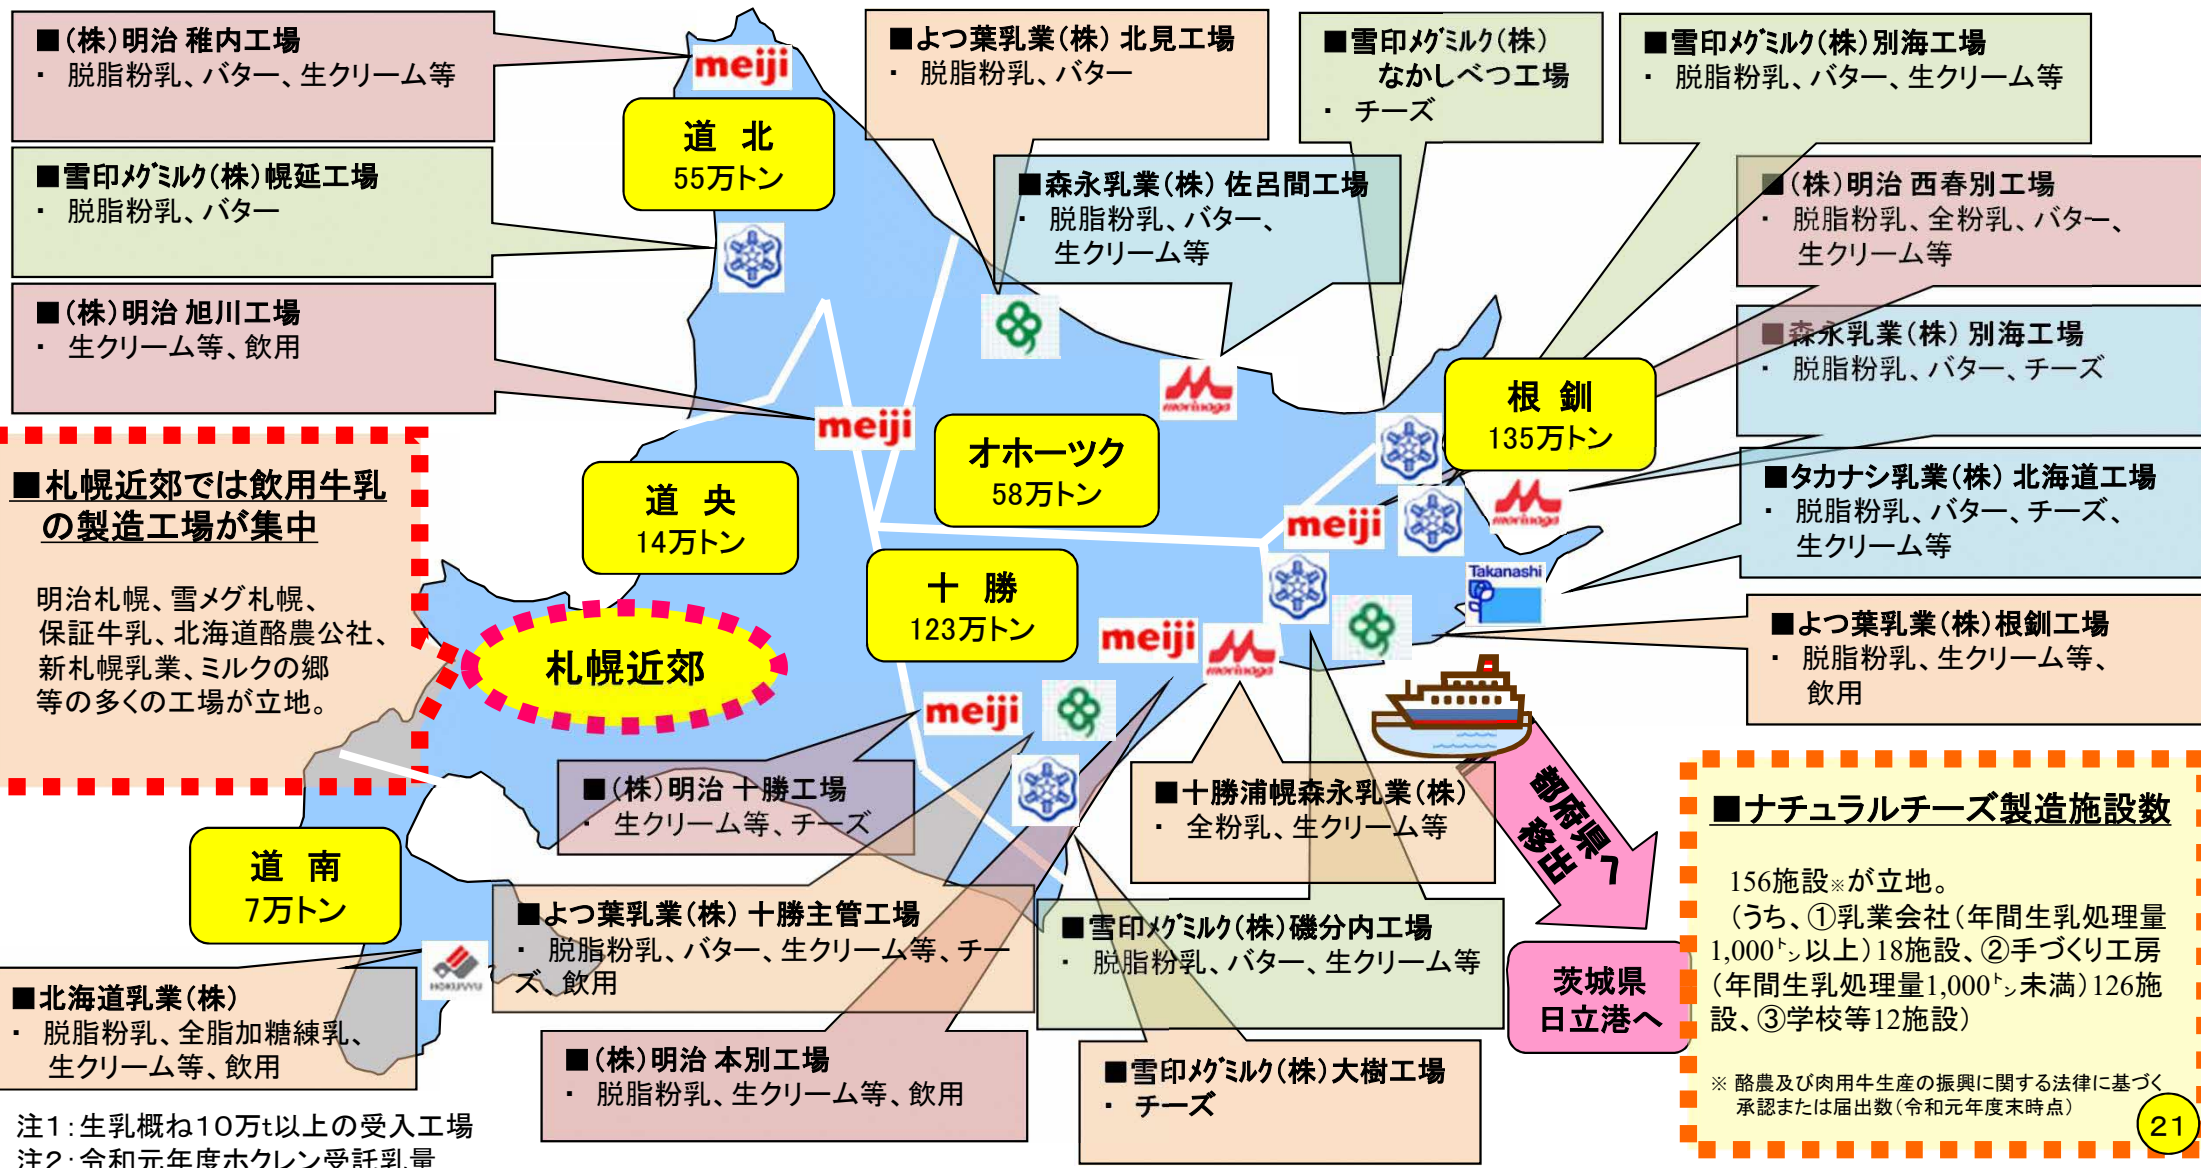 ■(株)明治 稚内工場
・ 脱脂粉乳、バター、生クリーム等
meiji
■よつ葉乳業(株) 北見工場
・ 脱脂粉乳、バター
■雪印メグミルク(株)
なかしべつ工場
・ チーズ
■雪印メグミルク(株)別海工場
・ 脱脂粉乳、バター、生クリーム等
道 北
55万トン
■雪印メグミルク(株)幌延工場
・ 脱脂粉乳、バター
■森永乳業(株) 佐呂間工場
・ 脱脂粉乳、バター、
生クリーム等
■(株)明治 西春別工場
・ 脱脂粉乳、全粉乳、バター、
生クリーム等
■(株)明治 旭川工場
・ 生クリーム等、飲用
■森永乳業(株) 別海工場
・ 脱脂粉乳、バター、チーズ
meiji
morinaga
根 釧
135万トン
オホーツク
58万トン
■札幌近郊では飲用牛乳
の製造工場が集中
明治札幌、雪メグ札幌、
保証牛乳、北海道酪農公社、
新札幌乳業、ミルクの郷
等の多くの工場が立地。
道 央
14万トン
meiji
morinaga
■タカナシ乳業(株) 北海道工場
・ 脱脂粉乳、バター、チーズ、
生クリーム等
十 勝
123万トン
Takanashi
札幌近郊
meiji
morinaga
■よつ葉乳業(株)根釧工場
・ 脱脂粉乳、生クリーム等、
飲用
meiji
■(株)明治 十勝工場
・ 生クリーム等、チーズ
■十勝浦幌森永乳業(株)
・ 全粉乳、生クリーム等
都府県へ
移出
■ナチュラルチーズ製造施設数
156施設※が立地。
(うち、①乳業会社(年間生乳処理量
1,000㌧以上)18施設、②手づくり工房
(年間生乳処理量1,000㌧未満)126施
設、③学校等12施設)
※ 酪農及び肉用牛生産の振興に関する法律に基づく
承認または届出数(令和元年度末時点)
道 南
7万トン
■よつ葉乳業(株) 十勝主管工場
・ 脱脂粉乳、バター、生クリーム等、チー
ズ、飲用
■雪印メグミルク(株)磯分内工場
・ 脱脂粉乳、バター、生クリーム等
茨城県
日立港へ
HOKUNYU
■北海道乳業(株)
・ 脱脂粉乳、全脂加糖練乳、
生クリーム等、飲用
■(株)明治 本別工場
・ 脱脂粉乳、生クリーム等、飲用
■雪印メグミルク(株)大樹工場
・ チーズ
注1:生乳概ね10万t以上の受入工場
注2:令和元年度ホクレン受託乳量
21